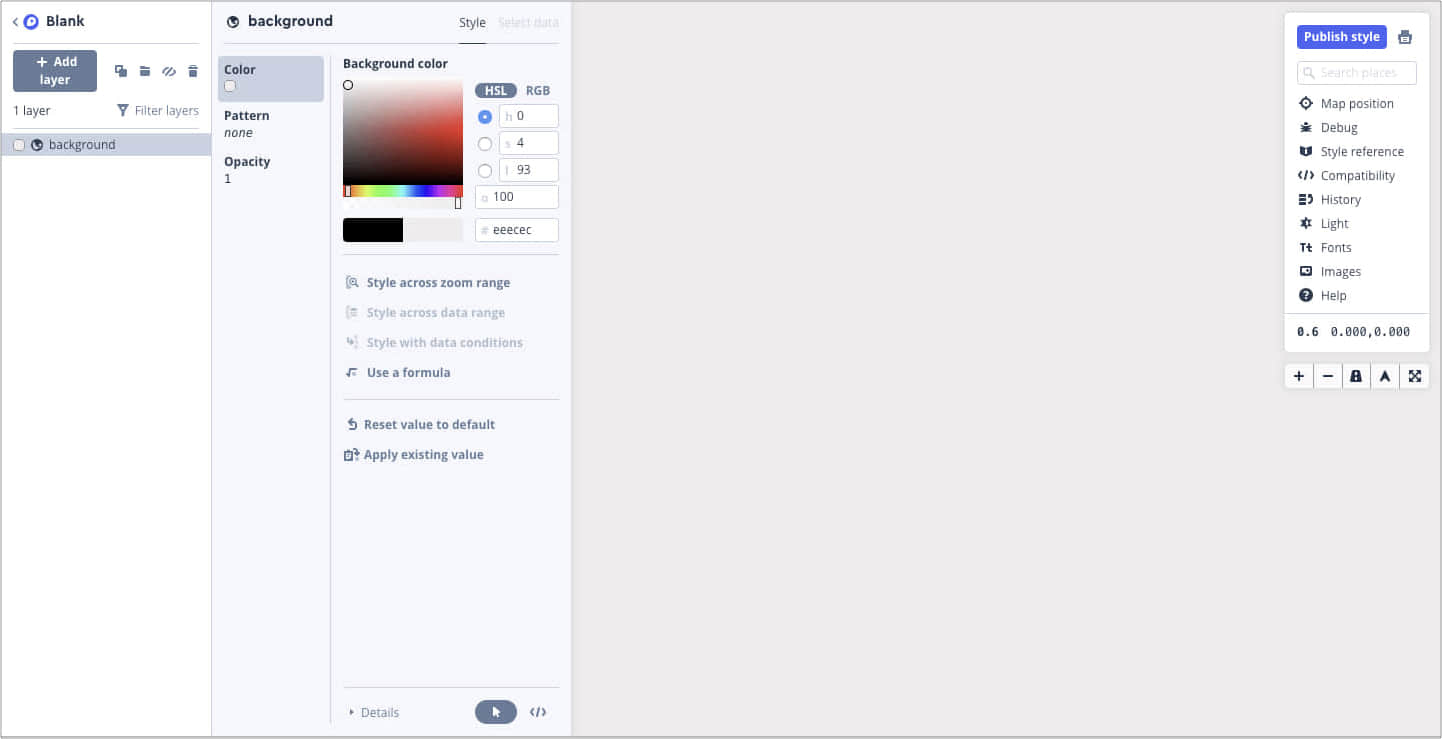 Blank
+ Add
layer
1 layer
Filter layers
background
background
Style
Select data
Color
Pattern
none
Opacity
1
Background color
HSL
RGB
h 0
s 4
l 93
α 100
# eeecec
Style across zoom range
Style across data range
Style with data conditions
Use a formula
Reset value to default
Apply existing value
Details
</>
Publish style
Search places
Map position
Debug
Style reference
</> Compatibility
History
Light
Tt Fonts
Images
? Help
0.6 0.000,0.000
+ −